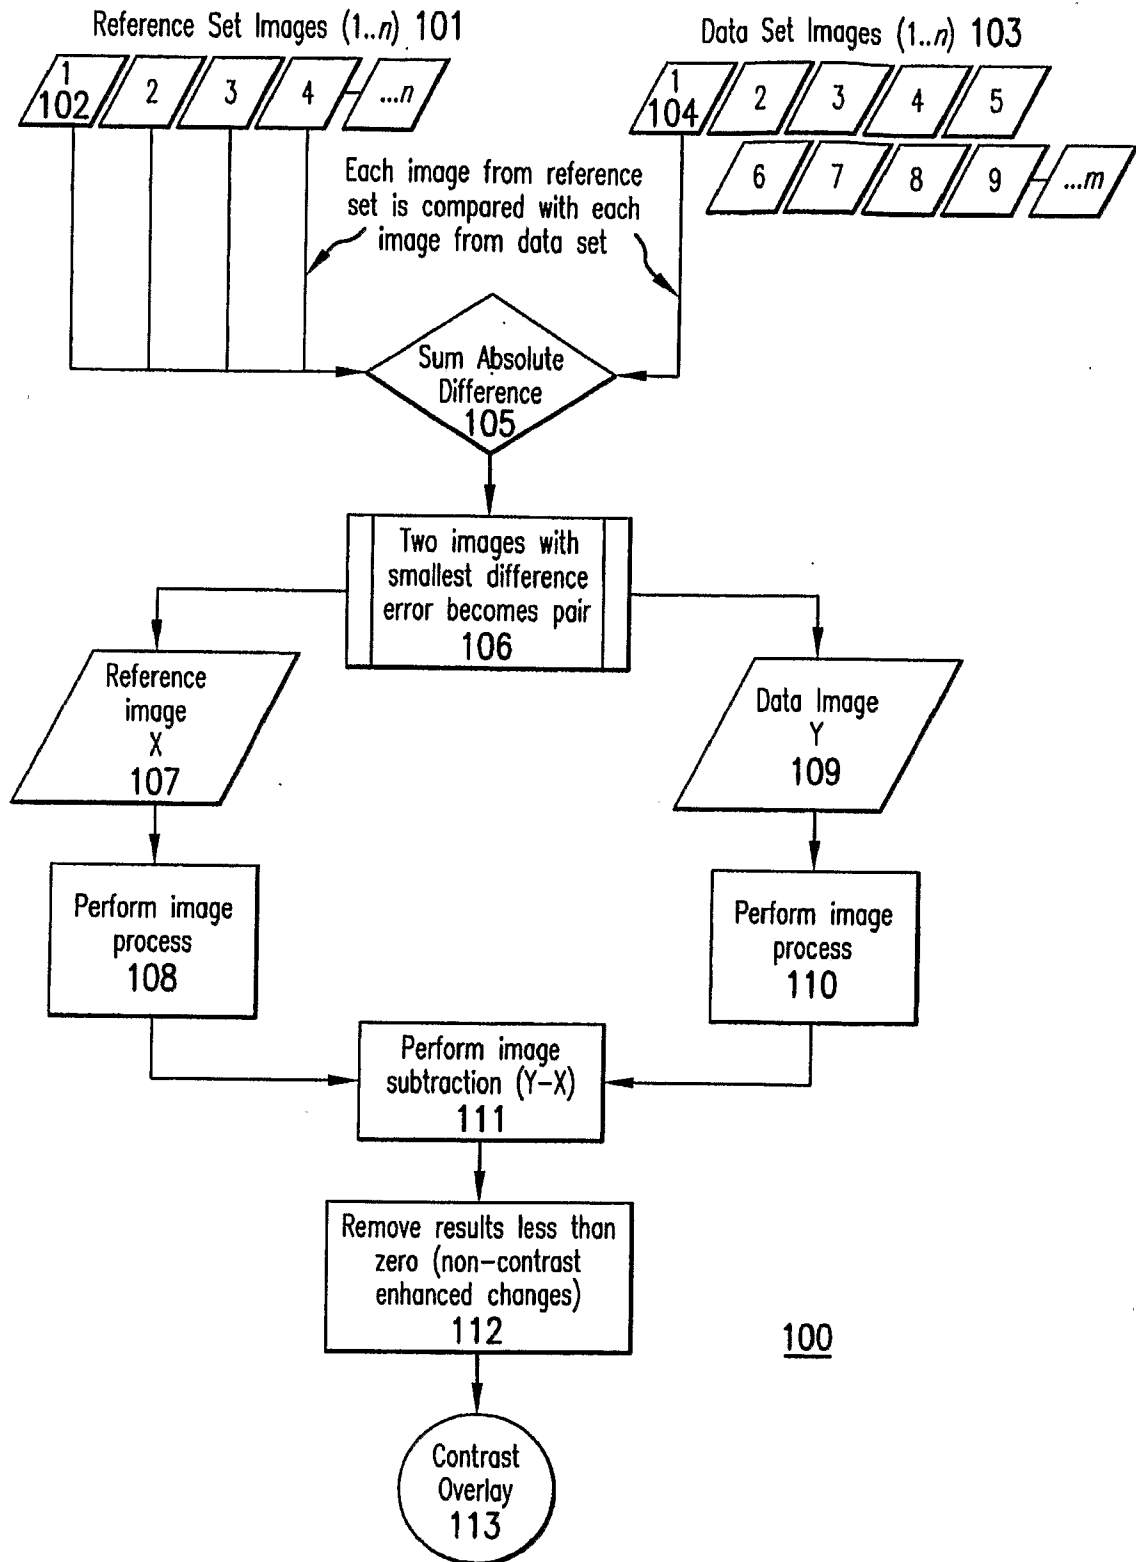 Reference Set Images (1..n) 101
Data Set Images (1..n) 103
1
102
2
3
4
...n
1
104
2
3
4
5
6
7
8
9
...m
Each image from reference
set is compared with each
image from data set
Sum Absolute
Difference
105
Two images with
smallest difference
error becomes pair
106
Reference
image
X
107
Data Image
Y
109
Perform image
process
108
Perform image
process
110
Perform image
subtraction (Y-X)
111
Remove results less than
zero (non-contrast
enhanced changes)
112
100
Contrast
Overlay
113